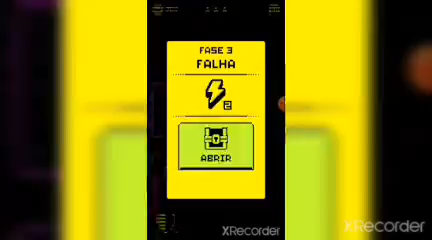 FASE 3
FALHA
2
ABRIR
XRecorder
XRecorder